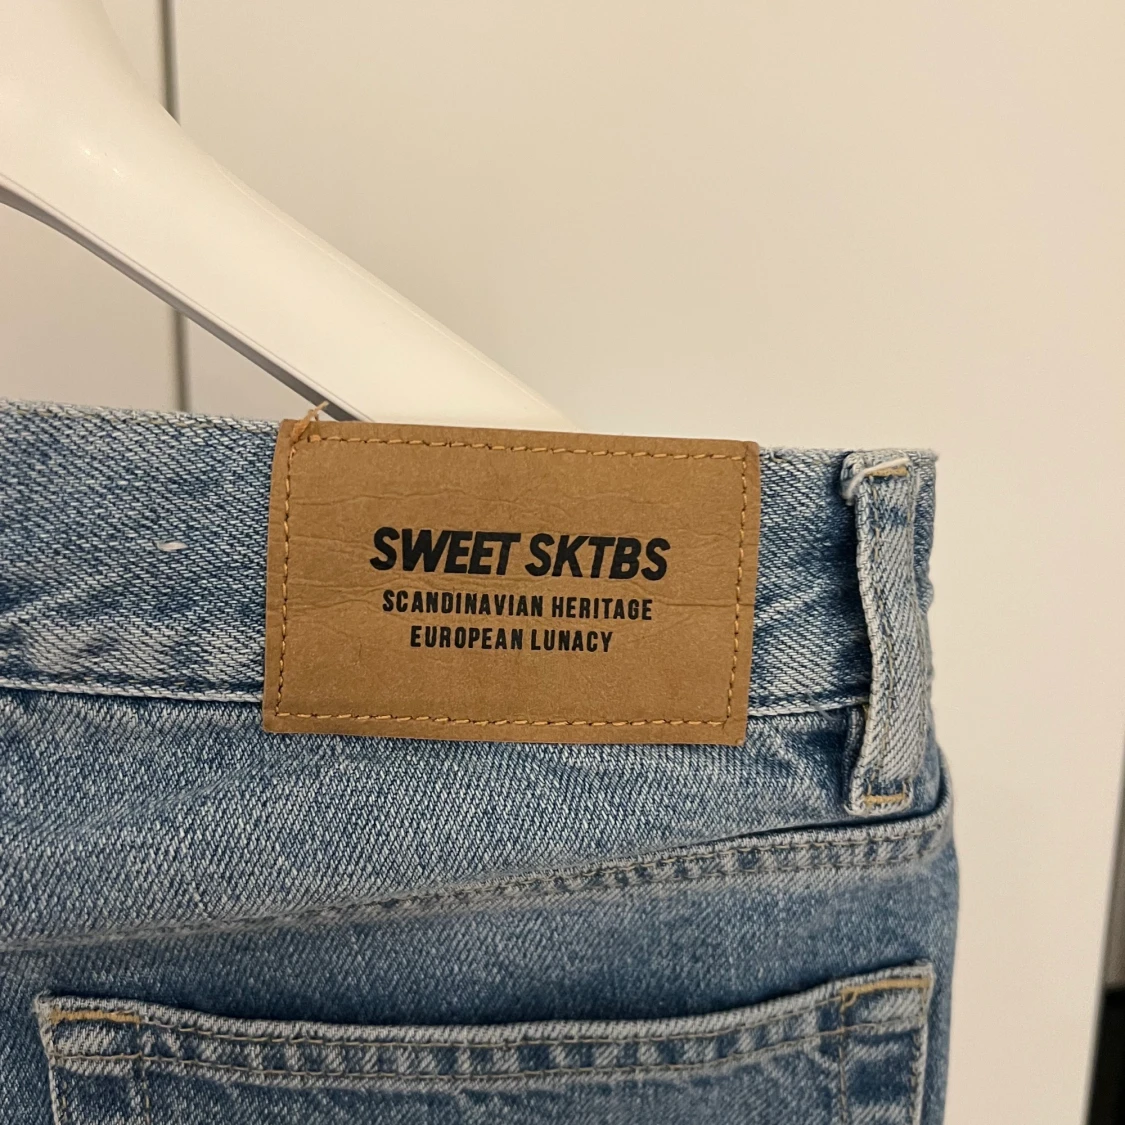 SWEET SKTBS
SCANDINAVIAN HERITAGE
EUROPEAN LUNACY